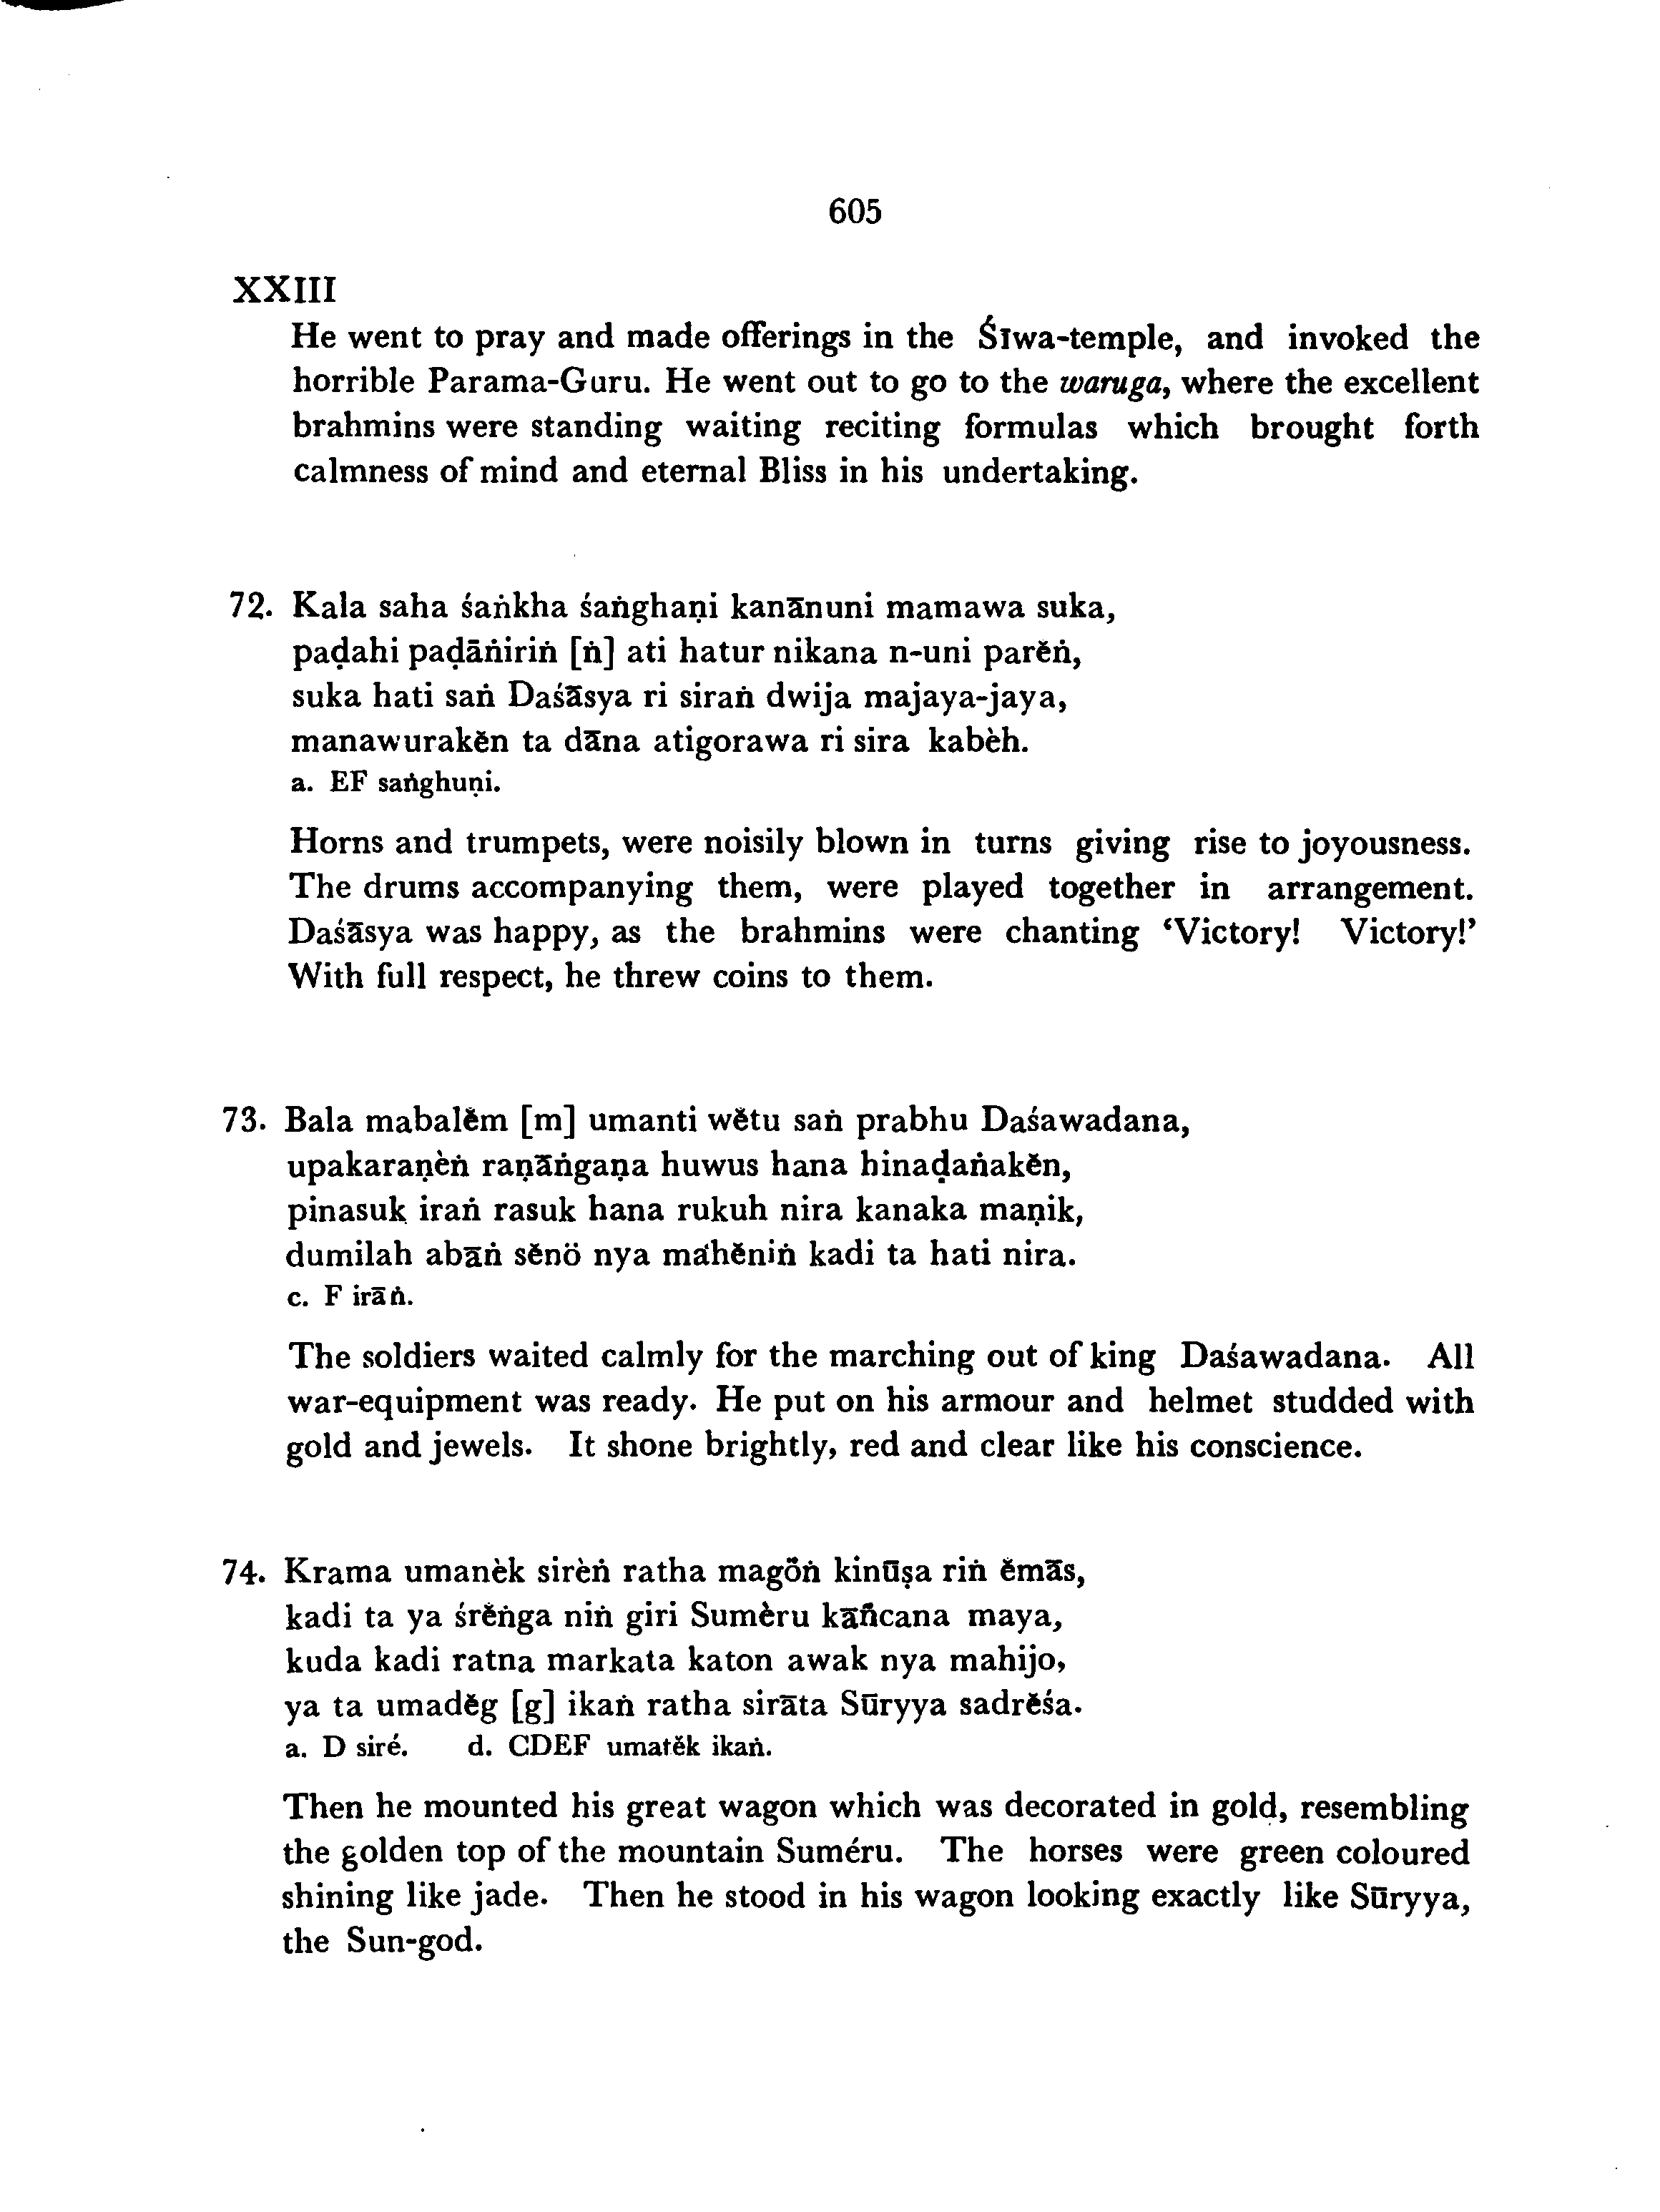 605
XXIII
He went to pray and made offerings in the Śīwa-temple, and invoked the
horrible Parama-Guru. He went out to go to the waruga, where the excellent
brahmins were standing waiting reciting formulas which brought forth
calmness of mind and eternal Bliss in his undertaking.
72. Kala saha śaṅkha śaṅghaṇi kanānuni mamawa suka,
paḍahi paḍāṅiriṅ [ṅ] ati hatur nikana n-uni parĕṅ,
suka hati saṅ Daśāsya ri siraṅ dwija majaya-jaya,
manawurakĕn ta dāna atigorawa ri sira kabèh.
a. EF saṅghuṇi.
Horns and trumpets, were noisily blown in turns giving rise to joyousness.
The drums accompanying them, were played together in arrangement.
Daśāsya was happy, as the brahmins were chanting ‘Victory! Victory!’
With full respect, he threw coins to them.
73. Bala mabalĕm [m] umanti wĕtu saṅ prabhu Daśawadana,
upakaraṇèṅ raṇāṅgaṇa huwus hana hinaḍaṅakĕn,
pinasuk iraṅ rasuk hana rukuh nira kanaka maṇik,
dumilah abāṅ sĕnö nya mahĕniṅ kadi ta hati nira.
c. F irāṅ.
The soldiers waited calmly for the marching out of king Daśawadana. All
war-equipment was ready. He put on his armour and helmet studded with
gold and jewels. It shone brightly, red and clear like his conscience.
74. Krama umanèk sirèṅ ratha magȫṅ kinūṣa riṅ ĕmās,
kadi ta ya śrĕṅga niṅ giri Sumèru kāñcana maya,
kuda kadi ratna markata katon awak nya mahijo,
ya ta umadĕg [g] ikaṅ ratha sirāta Sūryya sadrĕśa.
a. D siré. d. CDEF umatĕk ikaṅ.
Then he mounted his great wagon which was decorated in gold, resembling
the golden top of the mountain Suméru. The horses were green coloured
shining like jade. Then he stood in his wagon looking exactly like Sūryya,
the Sun-god.